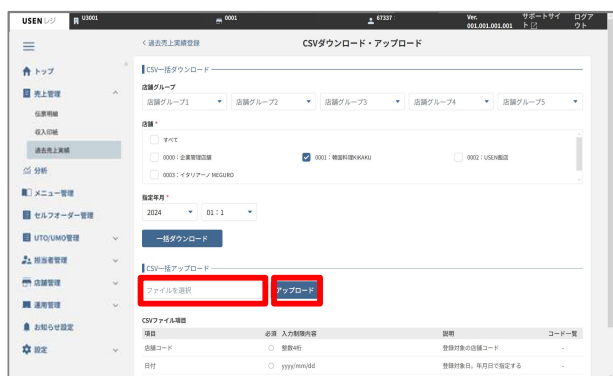 USEN レジ U3001 0001 67337 Ver. 001.001.001.001 サポートサイト ログアウト
< 過去売上実績登録 CSVダウンロード・アップロード
トップ
売上管理
伝票明細
収入印紙
過去売上実績
分析
メニュー管理
セルフオーダー管理
UTO/UMO管理
担当者管理
店舗管理
運用管理
お知らせ設定
設定
CSV一括ダウンロード
店舗グループ
店舗グループ1 店舗グループ2 店舗グループ3 店舗グループ4 店舗グループ5
店舗 *
すべて
0000：企業管理店舗 0001：韓国料理KIKAKU 0002：USEN飯店
0003：イタリアーノ MEGURO
指定年月 *
2024 01：1
一括ダウンロード
CSV一括アップロード
ファイルを選択 アップロード
CSVファイル項目
項目 必須 入力制限内容 説明 コード一覧
店舗コード ○ 整数4桁 登録対象の店舗コード -
日付 ○ yyyy/mm/dd 登録対象日。年月日で指定する -